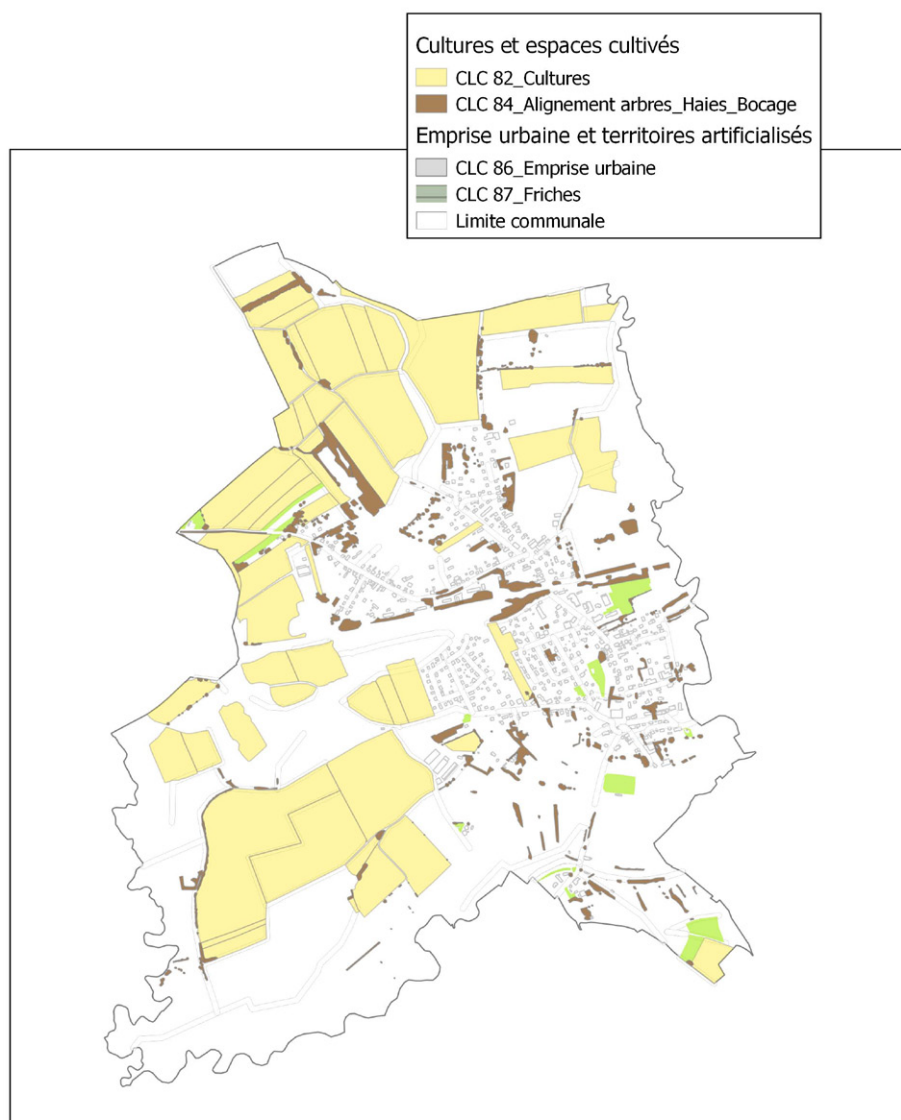 Cultures et espaces cultivés
CLC 82_Cultures
CLC 84_Alignement arbres_Haies_Bocage
Emprise urbaine et territoires artificialisés
CLC 86_Emprise urbaine
CLC 87_Friches
Limite communale